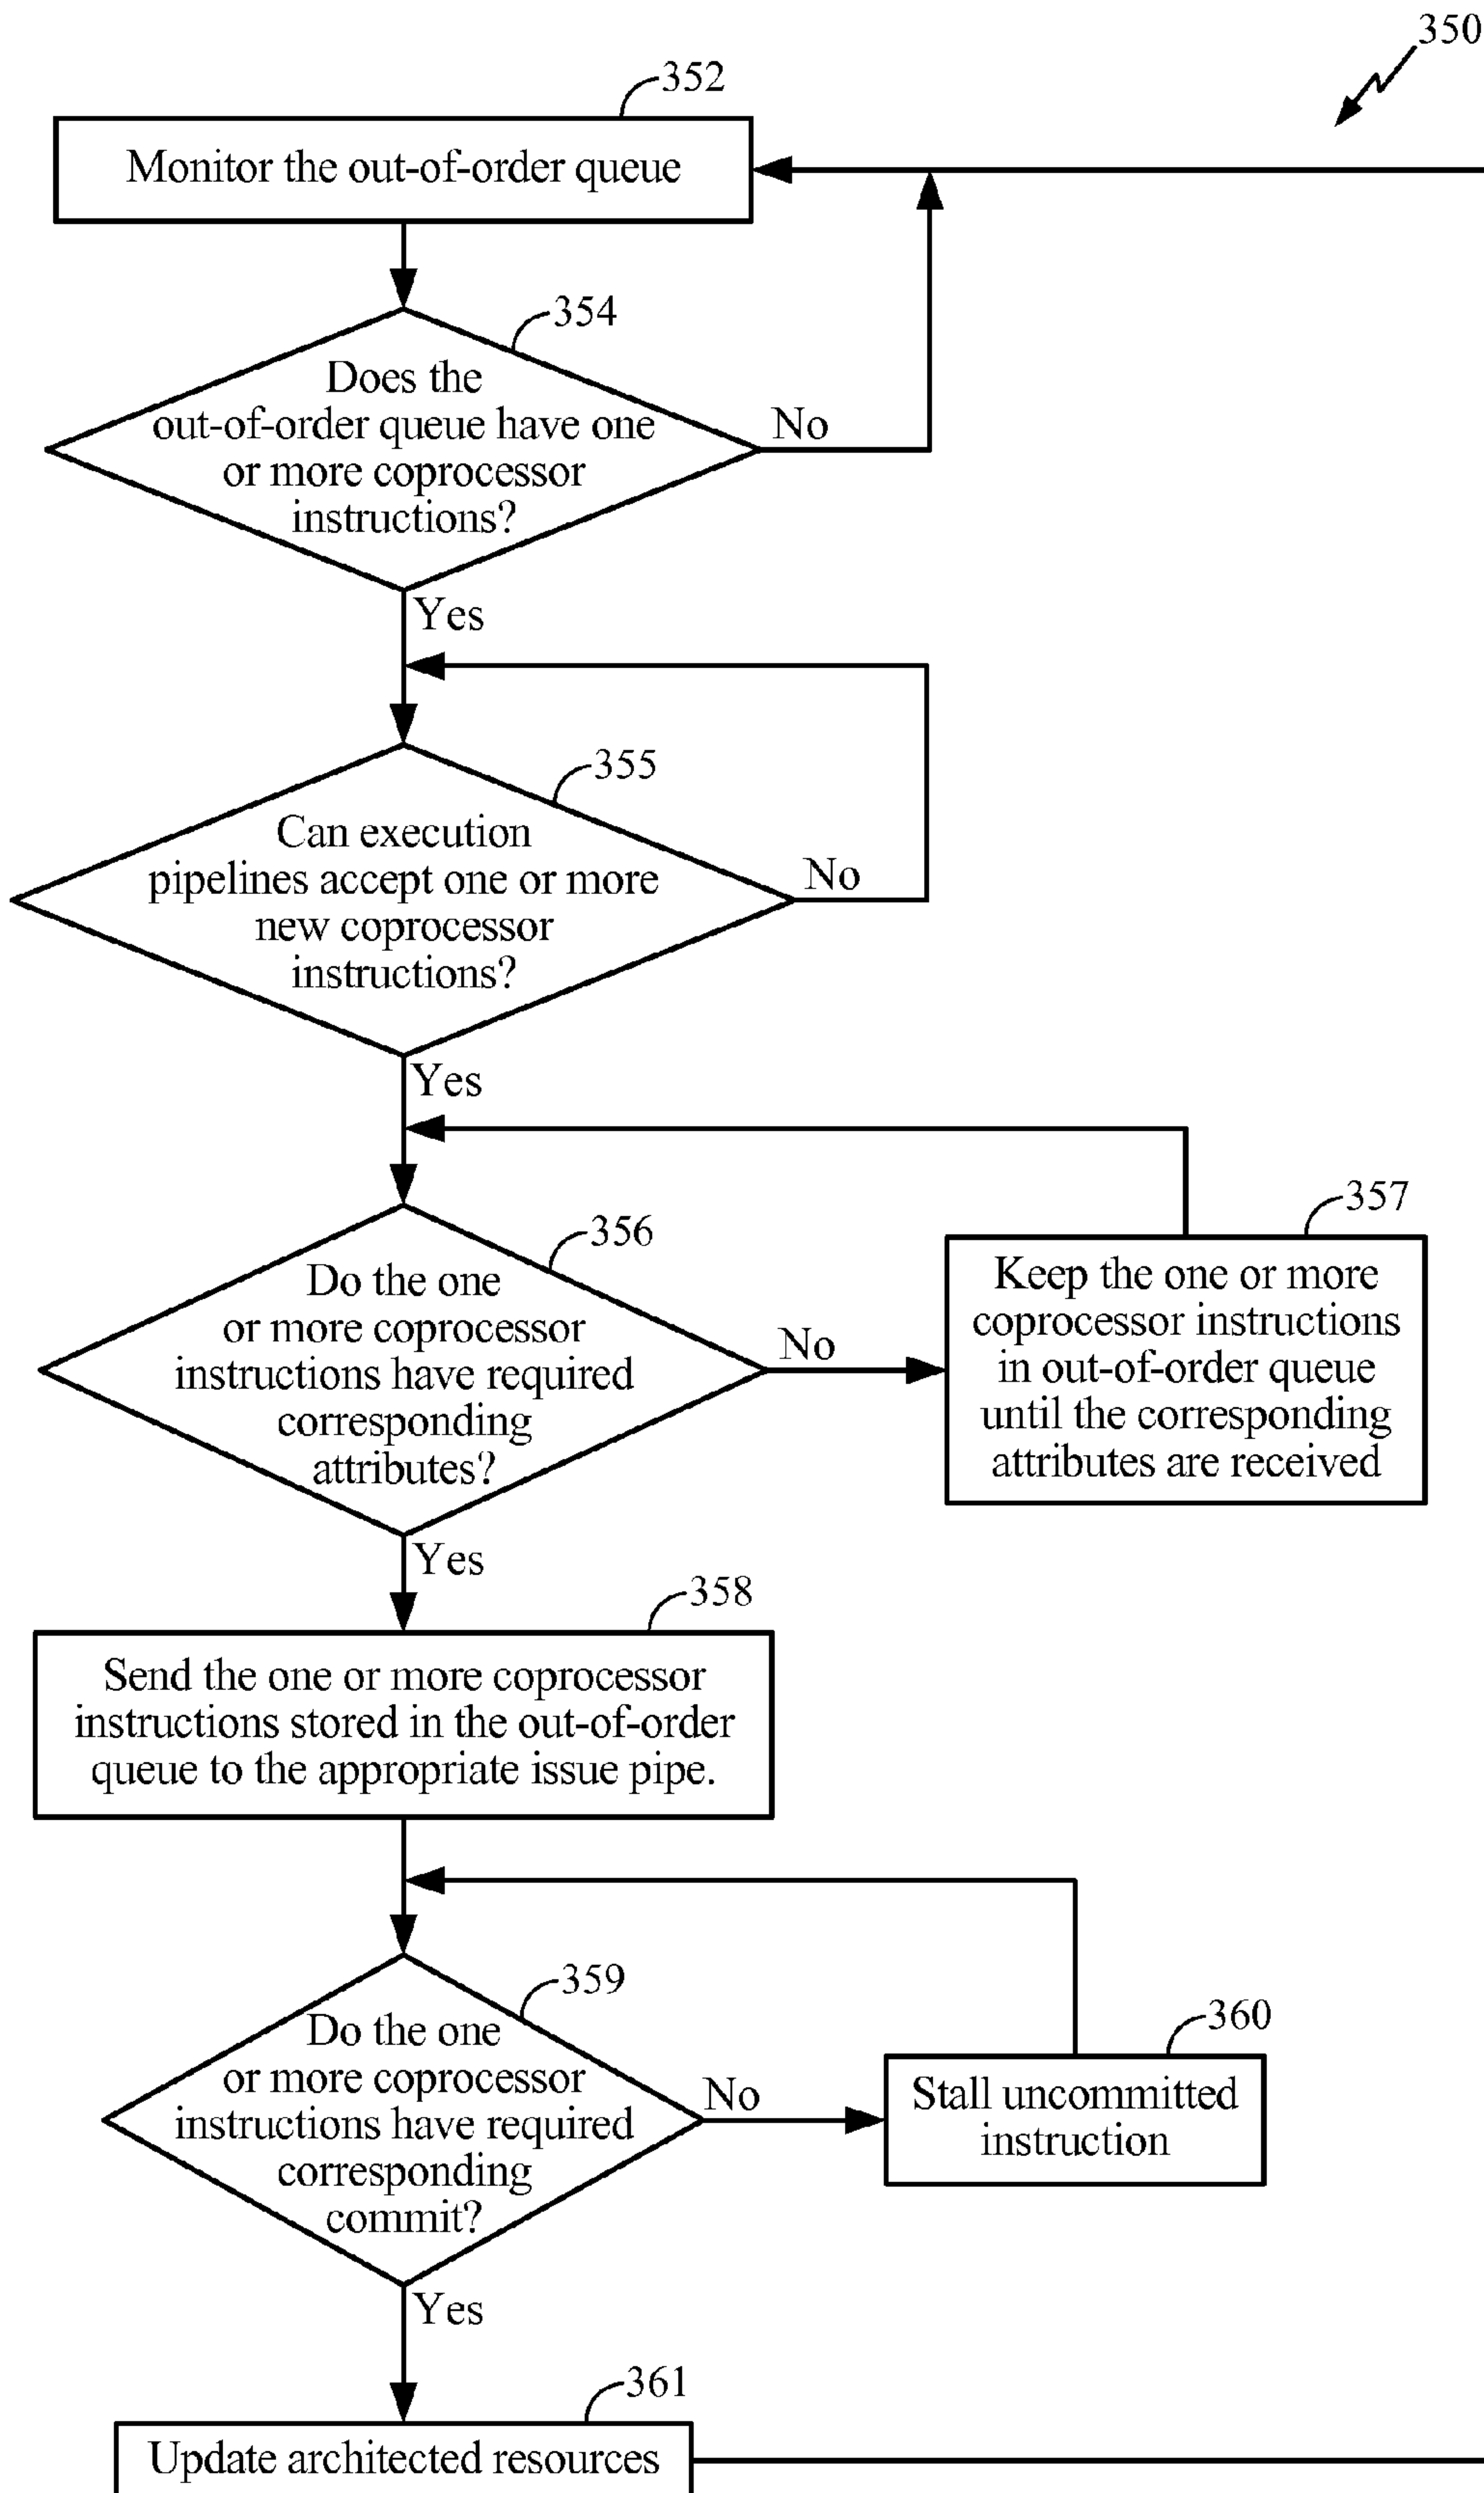 350
352
Monitor the out-of-order queue
354
Does the
out-of-order queue have one
or more coprocessor
instructions?
No
Yes
355
Can execution
pipelines accept one or more
new coprocessor
instructions?
No
Yes
356
Do the one
or more coprocessor
instructions have required
corresponding
attributes?
No
357
Keep the one or more
coprocessor instructions
in out-of-order queue
until the corresponding
attributes are received
Yes
358
Send the one or more coprocessor
instructions stored in the out-of-order
queue to the appropriate issue pipe.
359
Do the one
or more coprocessor
instructions have required
corresponding
commit?
No
360
Stall uncommitted
instruction
Yes
361
Update architected resources